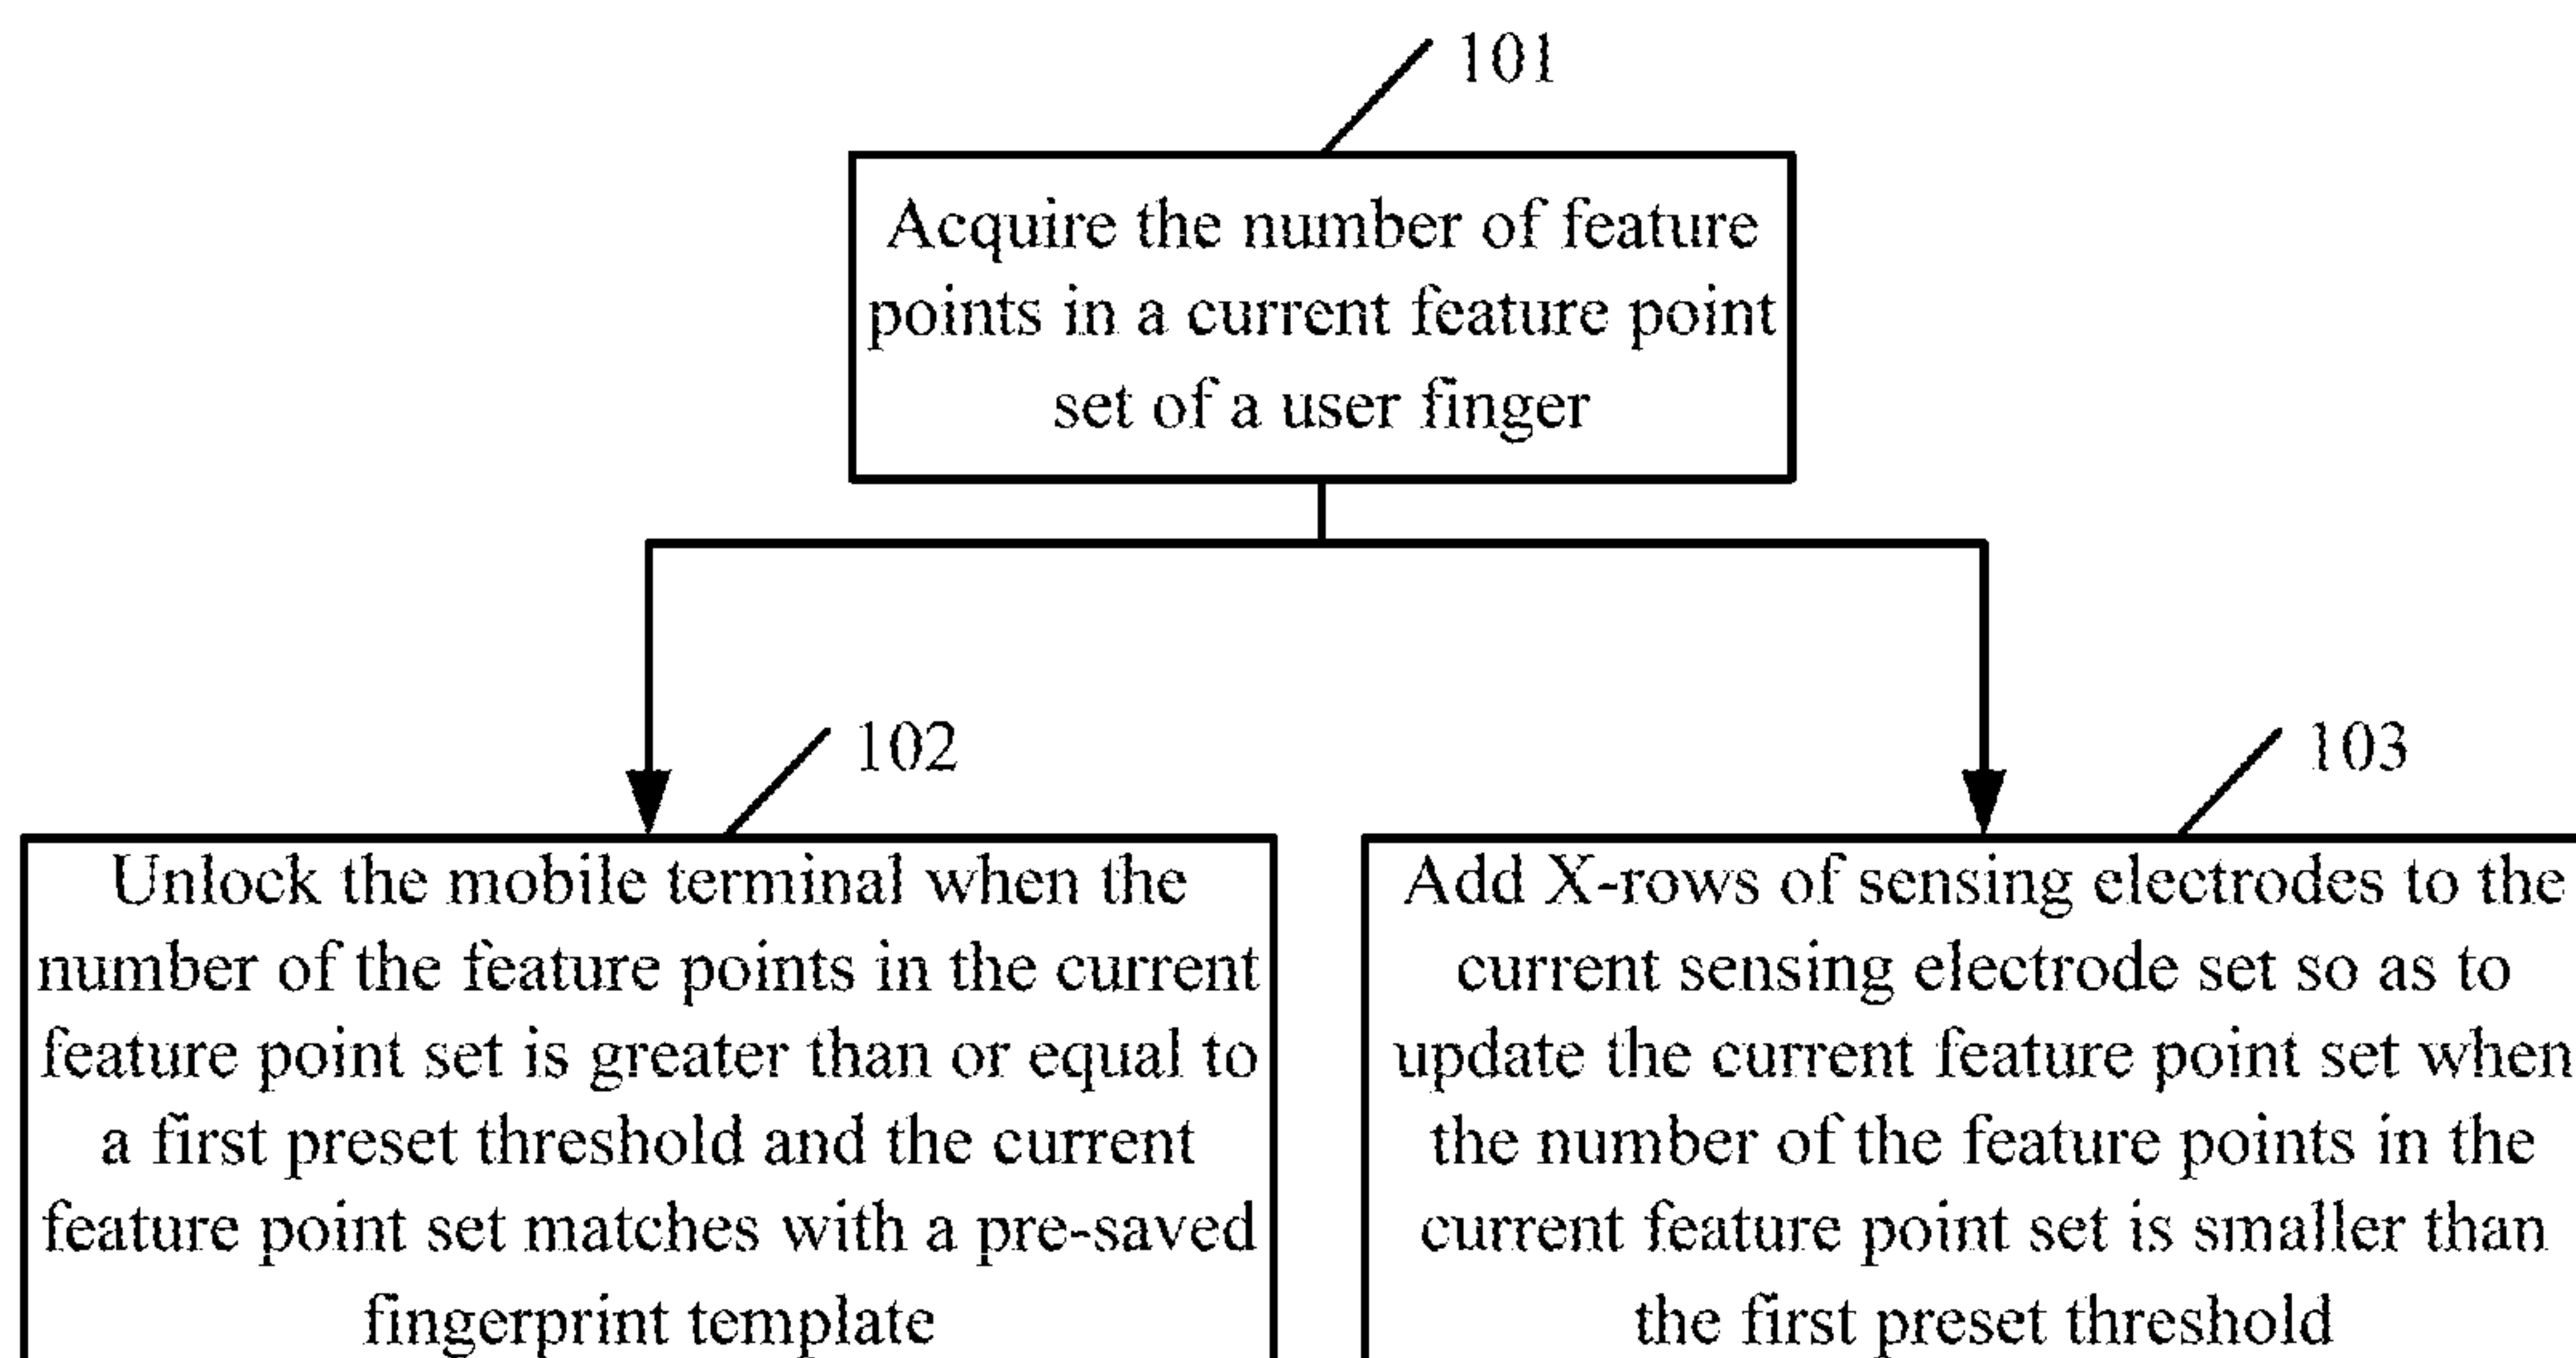 101
Acquire the number of feature
points in a current feature point
set of a user finger
102
Unlock the mobile terminal when the
number of the feature points in the current
feature point set is greater than or equal to
a first preset threshold and the current
feature point set matches with a pre-saved
fingerprint template
103
Add X-rows of sensing electrodes to the
current sensing electrode set so as to
update the current feature point set when
the number of the feature points in the
current feature point set is smaller than
the first preset threshold